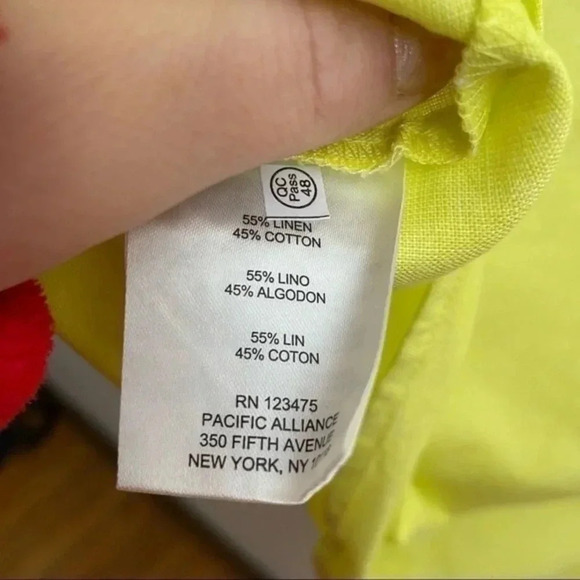 QC
Pass
48
55% LINEN
45% COTTON
55% LINO
45% ALGODON
55% LIN
45% COTON
RN 123475
PACIFIC ALLIANCE
350 FIFTH AVENUE
NEW YORK, NY